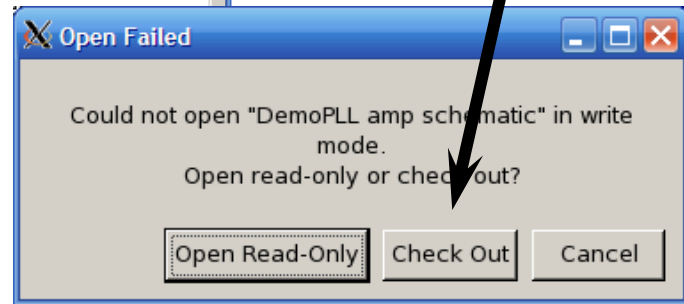 Open Failed
Could not open "DemoPLL amp schematic" in write
mode.
Open read-only or check out?
Open Read-Only Check Out Cancel